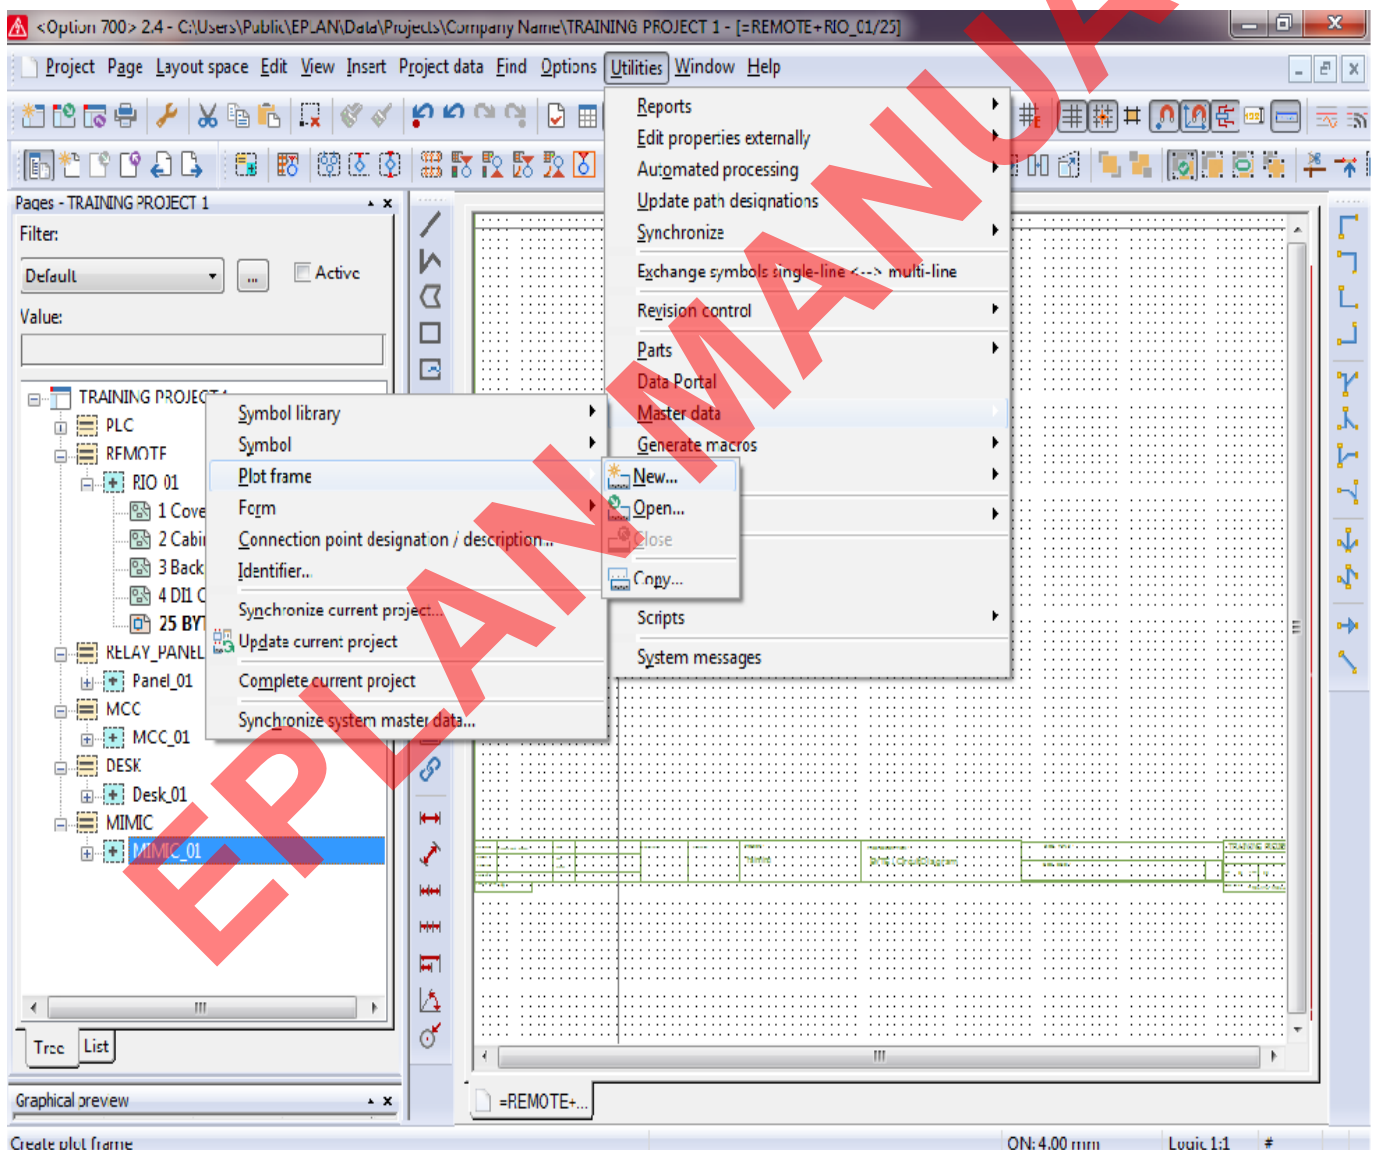 <Option 700> 2.4 - C:\Users\Public\EPLAN\Data\Projects\Company Name\TRAINING PROJECT 1 - [=REMOTE+RIO_01/25]
Project Page Layout space Edit View Insert Project data Find Options Utilities Window Help
Pages - TRAINING PROJECT 1
Filter:
Default
...
Active
Value:
TRAINING PROJECT
PLC
REMOTE
RIO_01
1 Cove
2 Cabi
3 Back
4 DI1 C
25 BYT
RELAY_PANEL
Panel_01
MCC
MCC_01
DESK
Desk_01
MIMIC
MIMIC_01
Tree
List
Graphical preview
Create plot frame
Reports
Edit properties externally
Automated processing
Update path designations
Synchronize
Exchange symbols single-line <--> multi-line
Revision control
Parts
Data Portal
Master data
Generate macros
Scripts
System messages
Symbol library
Symbol
Plot frame
Form
Connection point designation / description...
Identifier...
Synchronize current project...
Update current project
Complete current project
Synchronize system master data...
New...
Open...
Close
Copy...
=REMOTE+...
ON: 4.00 mm
Logic 1:1
#
EPLAN MANUA